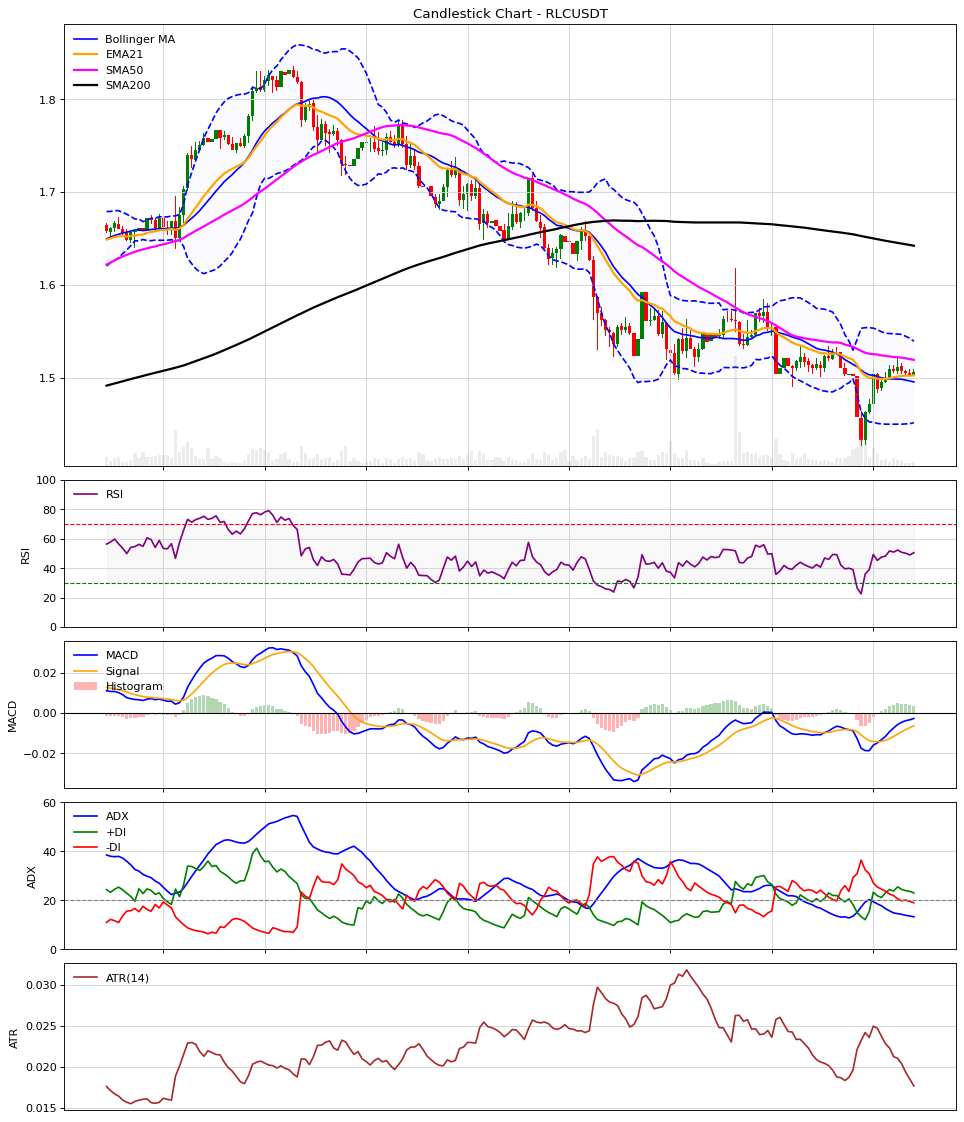 Candlestick Chart - RLCUSDT
Bollinger MA
EMA21
SMA50
SMA200
1.8
1.7
1.6
1.5
RSI
100
80
60
40
20
0
RSI
MACD
Signal
Histogram
0.02
0.00
−0.02
MACD
ADX
+DI
-DI
60
40
20
0
ADX
ATR(14)
0.030
0.025
0.020
0.015
ATR